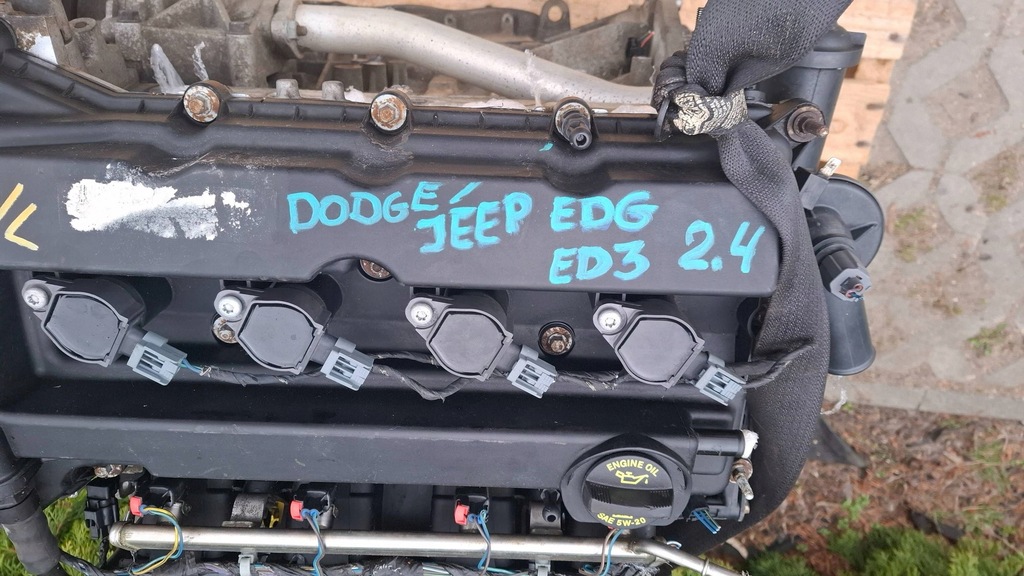 DODGE/
JEEP
EDG
ED3
2.4
ENGINE OIL
SAE 5W-20